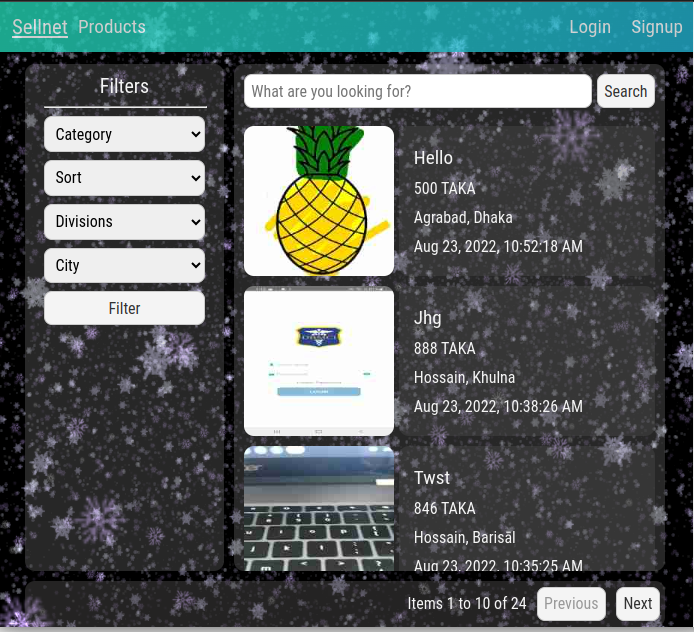 Sellnet Products Login Signup
Filters
Category
Sort
Divisions
City
Filter
What are you looking for? Search
Hello
500 TAKA
Agrabad, Dhaka
Aug 23, 2022, 10:52:18 AM
Jhg
888 TAKA
Hossain, Khulna
Aug 23, 2022, 10:38:26 AM
Twst
846 TAKA
Hossain, Barisal
Aug 23, 2022, 10:35:25 AM
Items 1 to 10 of 24 Previous Next